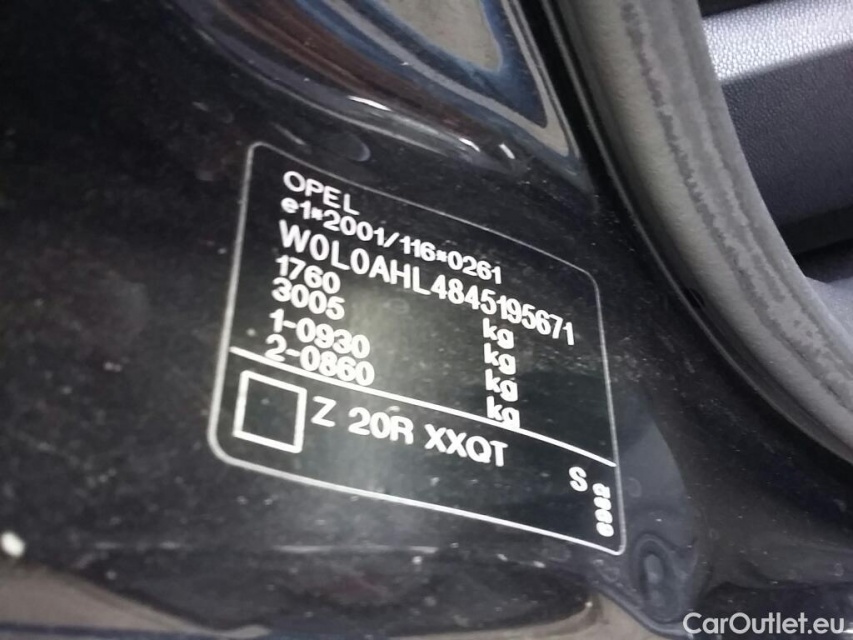 OPEL
e1*2001/116*0261
W0L0AHL4845195671
1760 kg
3005 kg
1-0930 kg
2-0860 kg
Z 20R XXQT
S
CarOutlet.eu